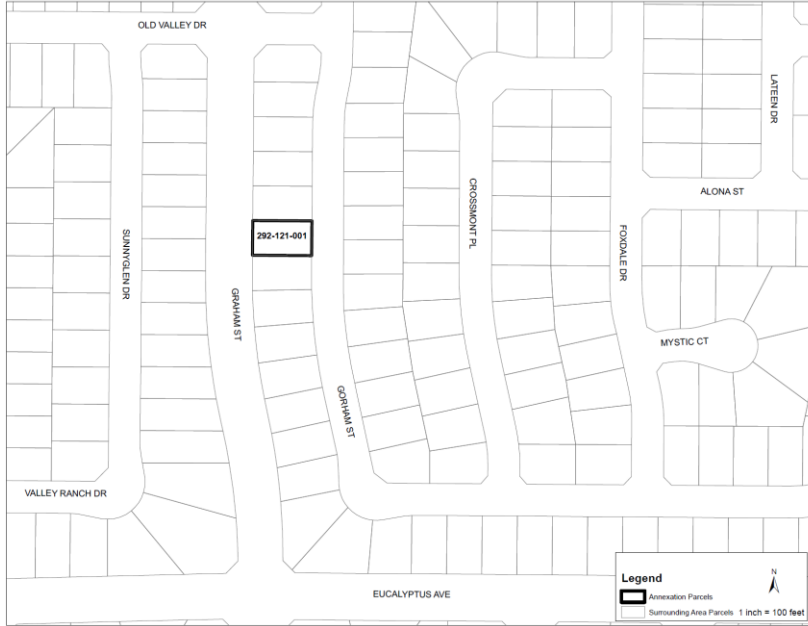 OLD VALLEY DR
LATEEN DR
ALONA ST
CROSSMONT PL
292-121-001
SUNNYGLEN DR
FOXDALE DR
GRAHAM ST
MYSTIC CT
GORHAM ST
VALLEY RANCH DR
EUCALYPTUS AVE
Legend
N
Annexation Parcels
Surrounding Area Parcels 1 inch = 100 feet